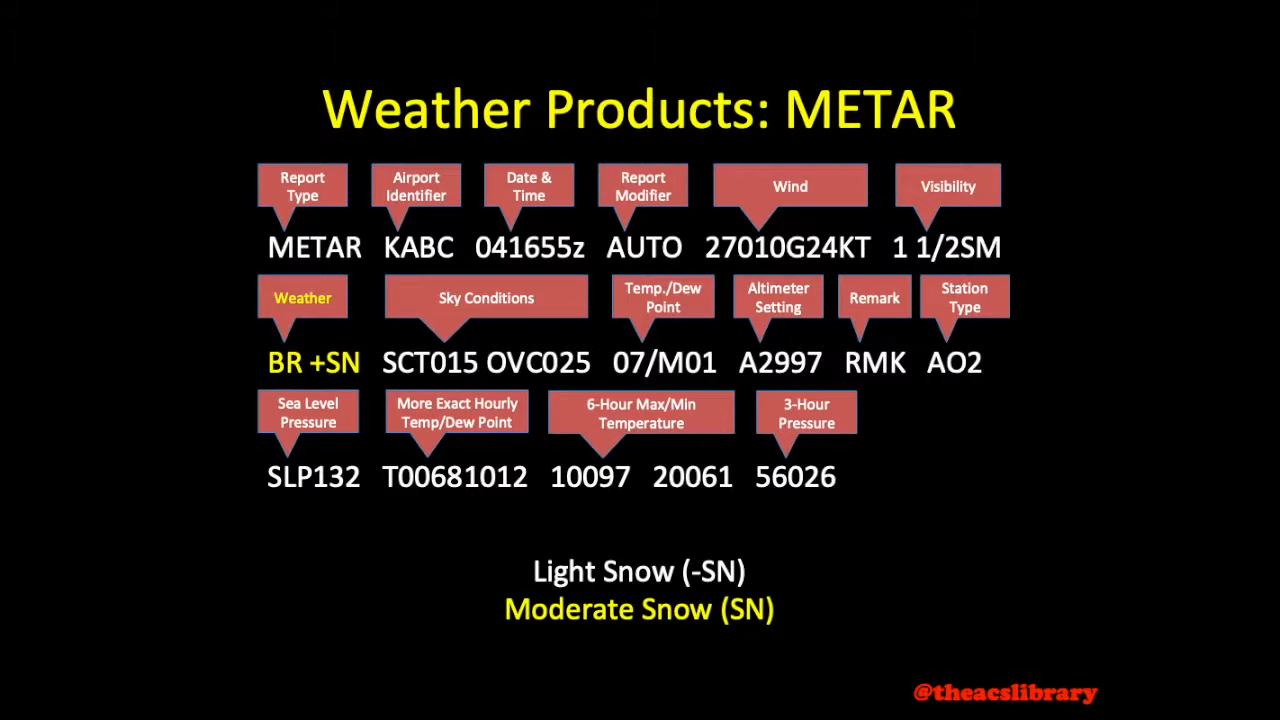 Weather Products: METAR
Report Type
Airport Identifier
Date & Time
Report Modifier
Wind
Visibility
METAR KABC 041655z AUTO 27010G24KT 1 1/2SM
Weather
Sky Conditions
Temp./Dew Point
Altimeter Setting
Remark
Station Type
BR +SN SCT015 OVC025 07/M01 A2997 RMK AO2
Sea Level Pressure
More Exact Hourly Temp/Dew Point
6-Hour Max/Min Temperature
3-Hour Pressure
SLP132 T00681012 10097 20061 56026
Light Snow (-SN)
Moderate Snow (SN)
@theacslibrary